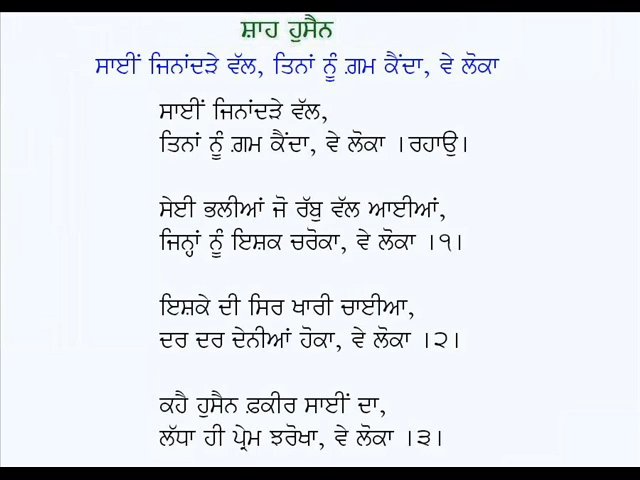 ਸ਼ਾਹ ਹੁਸੈਨ
ਸਾਈਂ ਜਿਨਾਂਦੜੇ ਵੱਲ, ਤਿਨਾਂ ਨੂੰ ਗ਼ਮ ਕੈਂਦਾ, ਵੇ ਲੋਕਾ
ਸਾਈਂ ਜਿਨਾਂਦੜੇ ਵੱਲ,
ਤਿਨਾਂ ਨੂੰ ਗ਼ਮ ਕੈਂਦਾ, ਵੇ ਲੋਕਾ ।ਰਹਾਉ।
ਸੇਈ ਭਲੀਆਂ ਜੋ ਰੱਬੁ ਵੱਲ ਆਈਆਂ,
ਜਿਨ੍ਹਾਂ ਨੂੰ ਇਸ਼ਕ ਚਰੋਕਾ, ਵੇ ਲੋਕਾ ।੧।
ਇਸ਼ਕੇ ਦੀ ਸਿਰ ਖਾਰੀ ਚਾਈਆ,
ਦਰ ਦਰ ਦੇਨੀਆਂ ਹੋਕਾ, ਵੇ ਲੋਕਾ ।੨।
ਕਹੈ ਹੁਸੈਨ ਫ਼ਕੀਰ ਸਾਈਂ ਦਾ,
ਲੱਧਾ ਹੀ ਪ੍ਰੇਮ ਝਰੋਖਾ, ਵੇ ਲੋਕਾ ।੩।